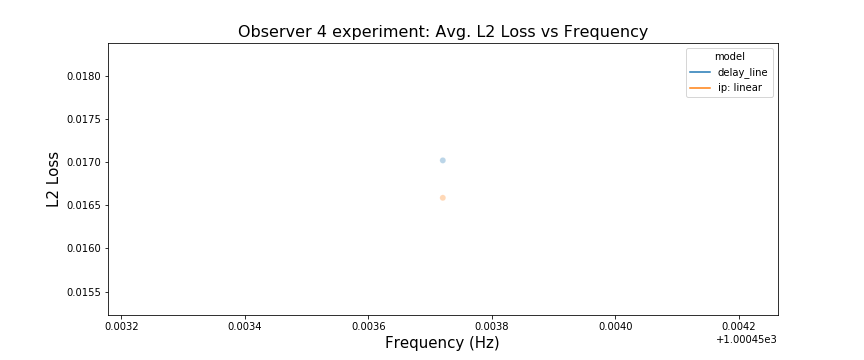 Observer 4 experiment: Avg. L2 Loss vs Frequency
model
delay_line
ip: linear
L2 Loss
0.0180
0.0175
0.0170
0.0165
0.0160
0.0155
0.0032 0.0034 0.0036 0.0038 0.0040 0.0042
+1.00045e3
Frequency (Hz)